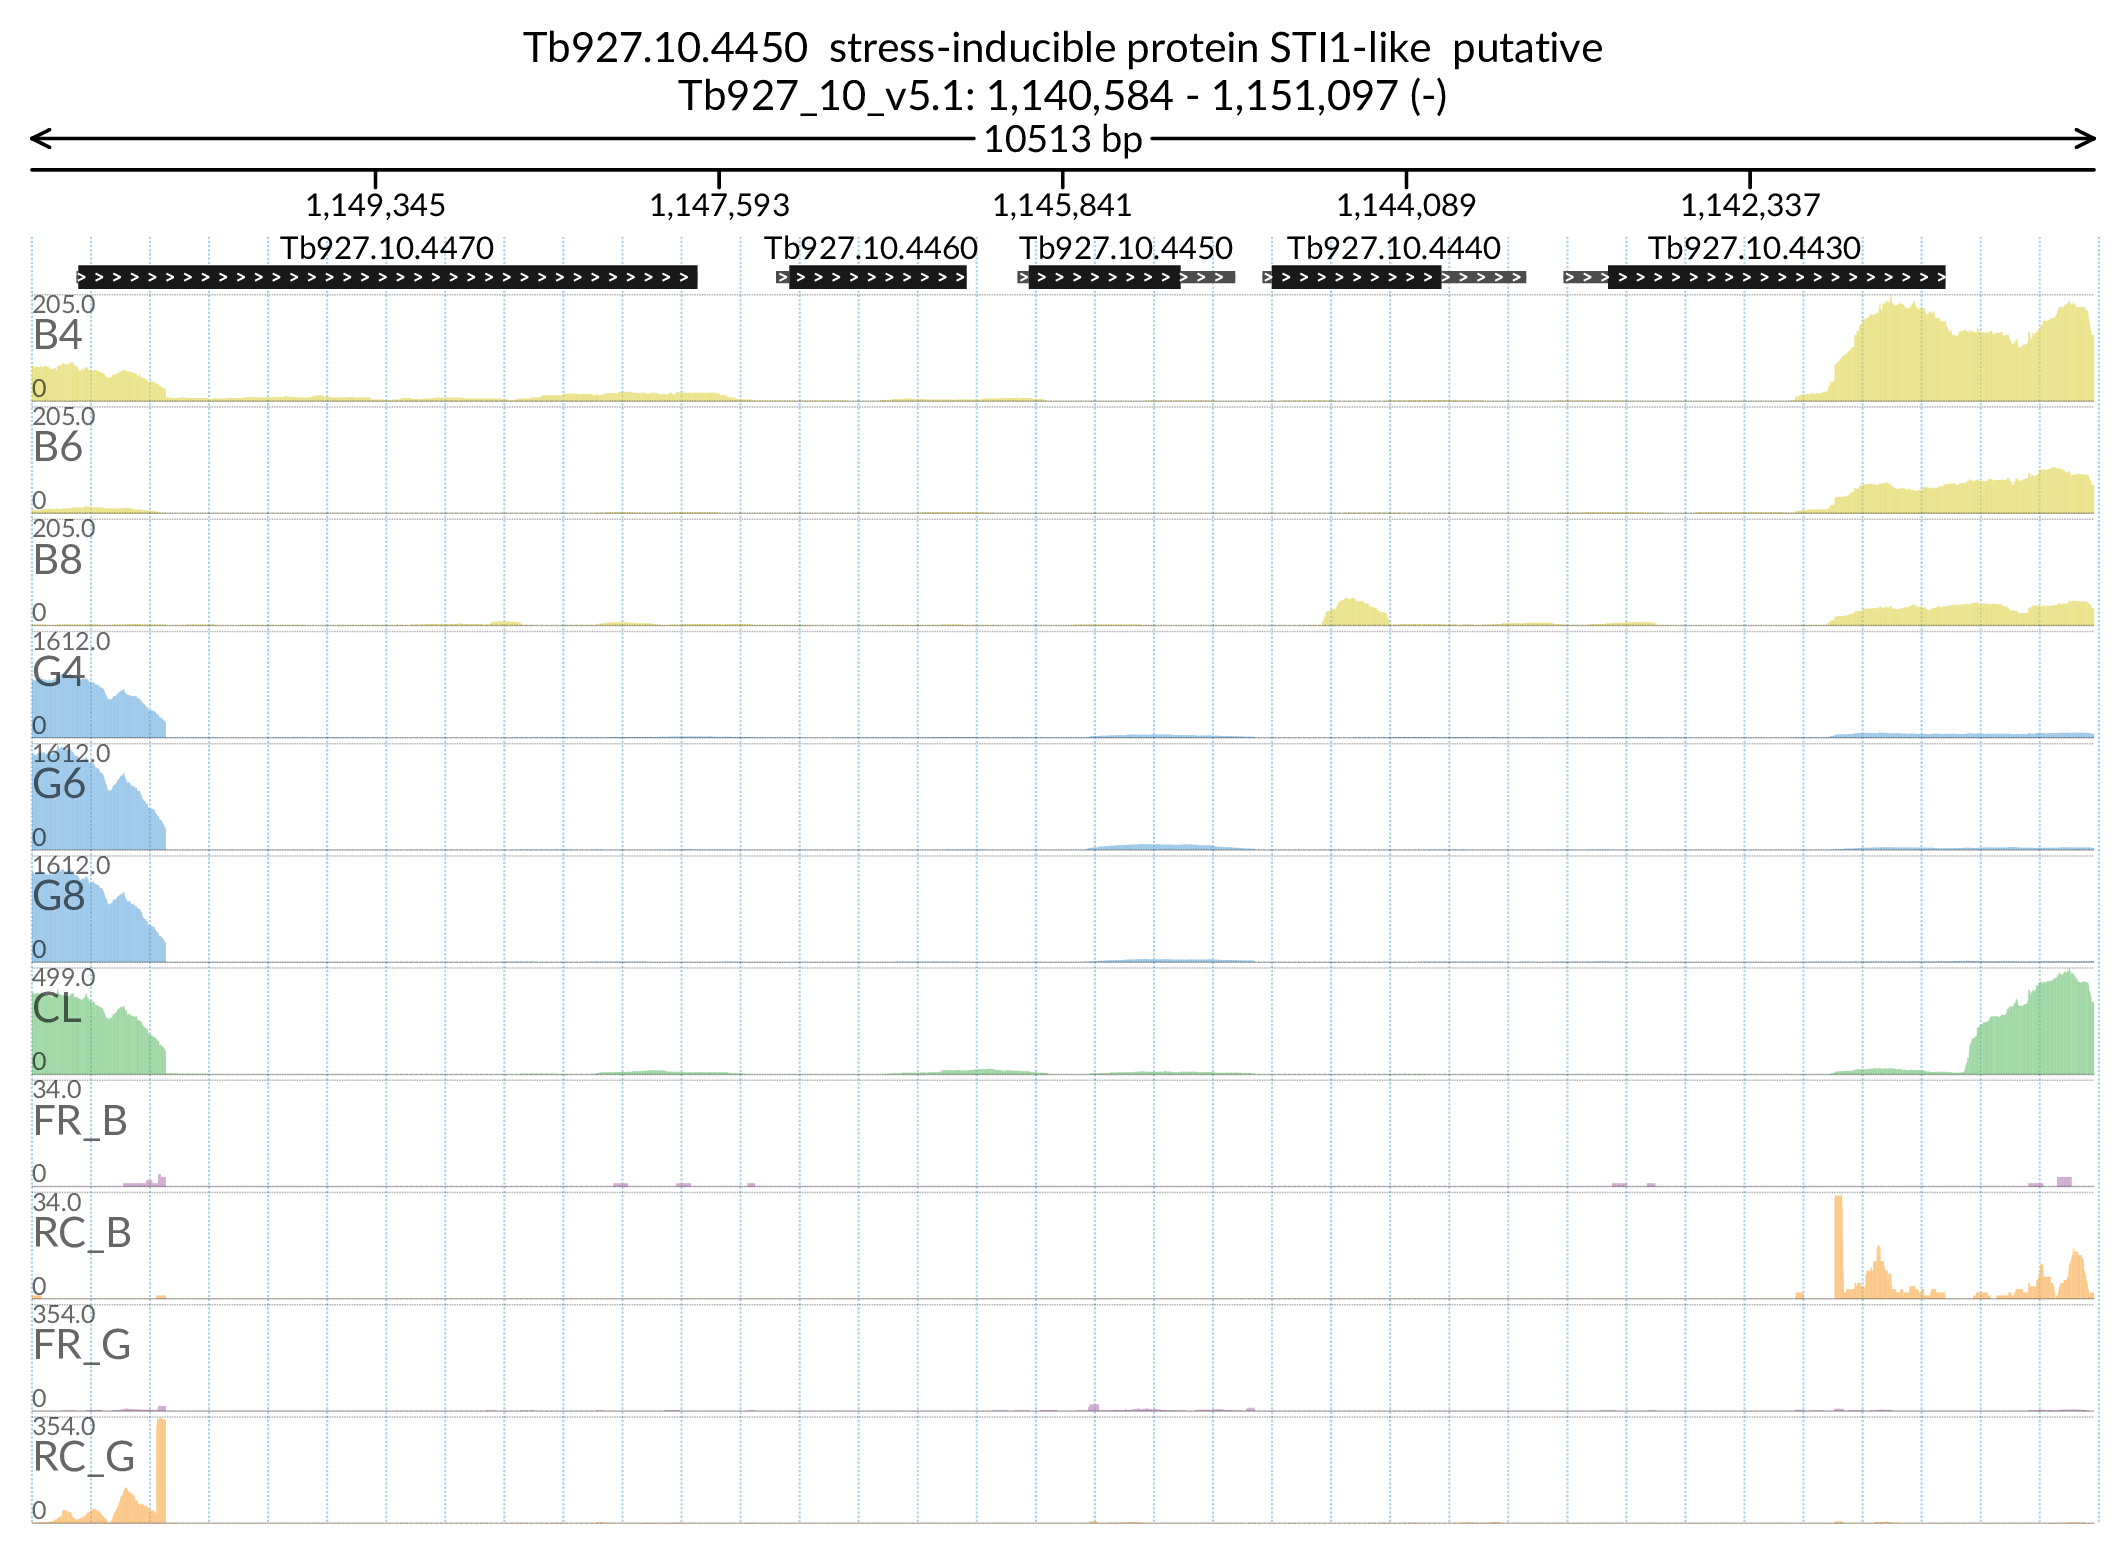 Tb927.10.4450  stress-inducible protein STI1-like  putative
Tb927_10_v5.1: 1,140,584 - 1,151,097 (-)
10513 bp
1,149,345 1,147,593 1,145,841 1,144,089 1,142,337
Tb927.10.4470 Tb927.10.4460 Tb927.10.4450 Tb927.10.4440 Tb927.10.4430
205.0
B4
0
205.0
B6
0
205.0
B8
0
1612.0
G4
0
1612.0
G6
0
1612.0
G8
0
499.0
CL
0
34.0
FR_B
0
34.0
RC_B
0
354.0
FR_G
0
354.0
RC_G
0